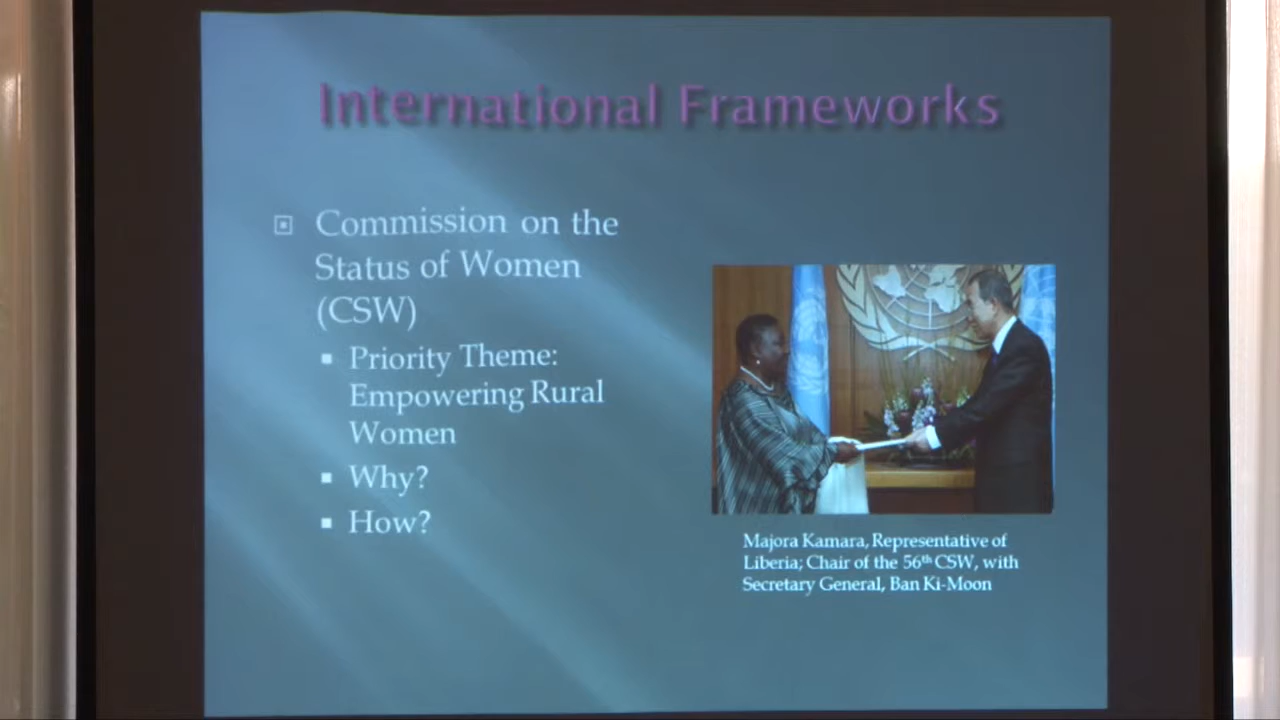 International Frameworks
Commission on the
Status of Women
(CSW)
Priority Theme:
Empowering Rural
Women
Why?
How?
Majora Kamara, Representative of
Liberia; Chair of the 56th CSW, with
Secretary General, Ban Ki-Moon